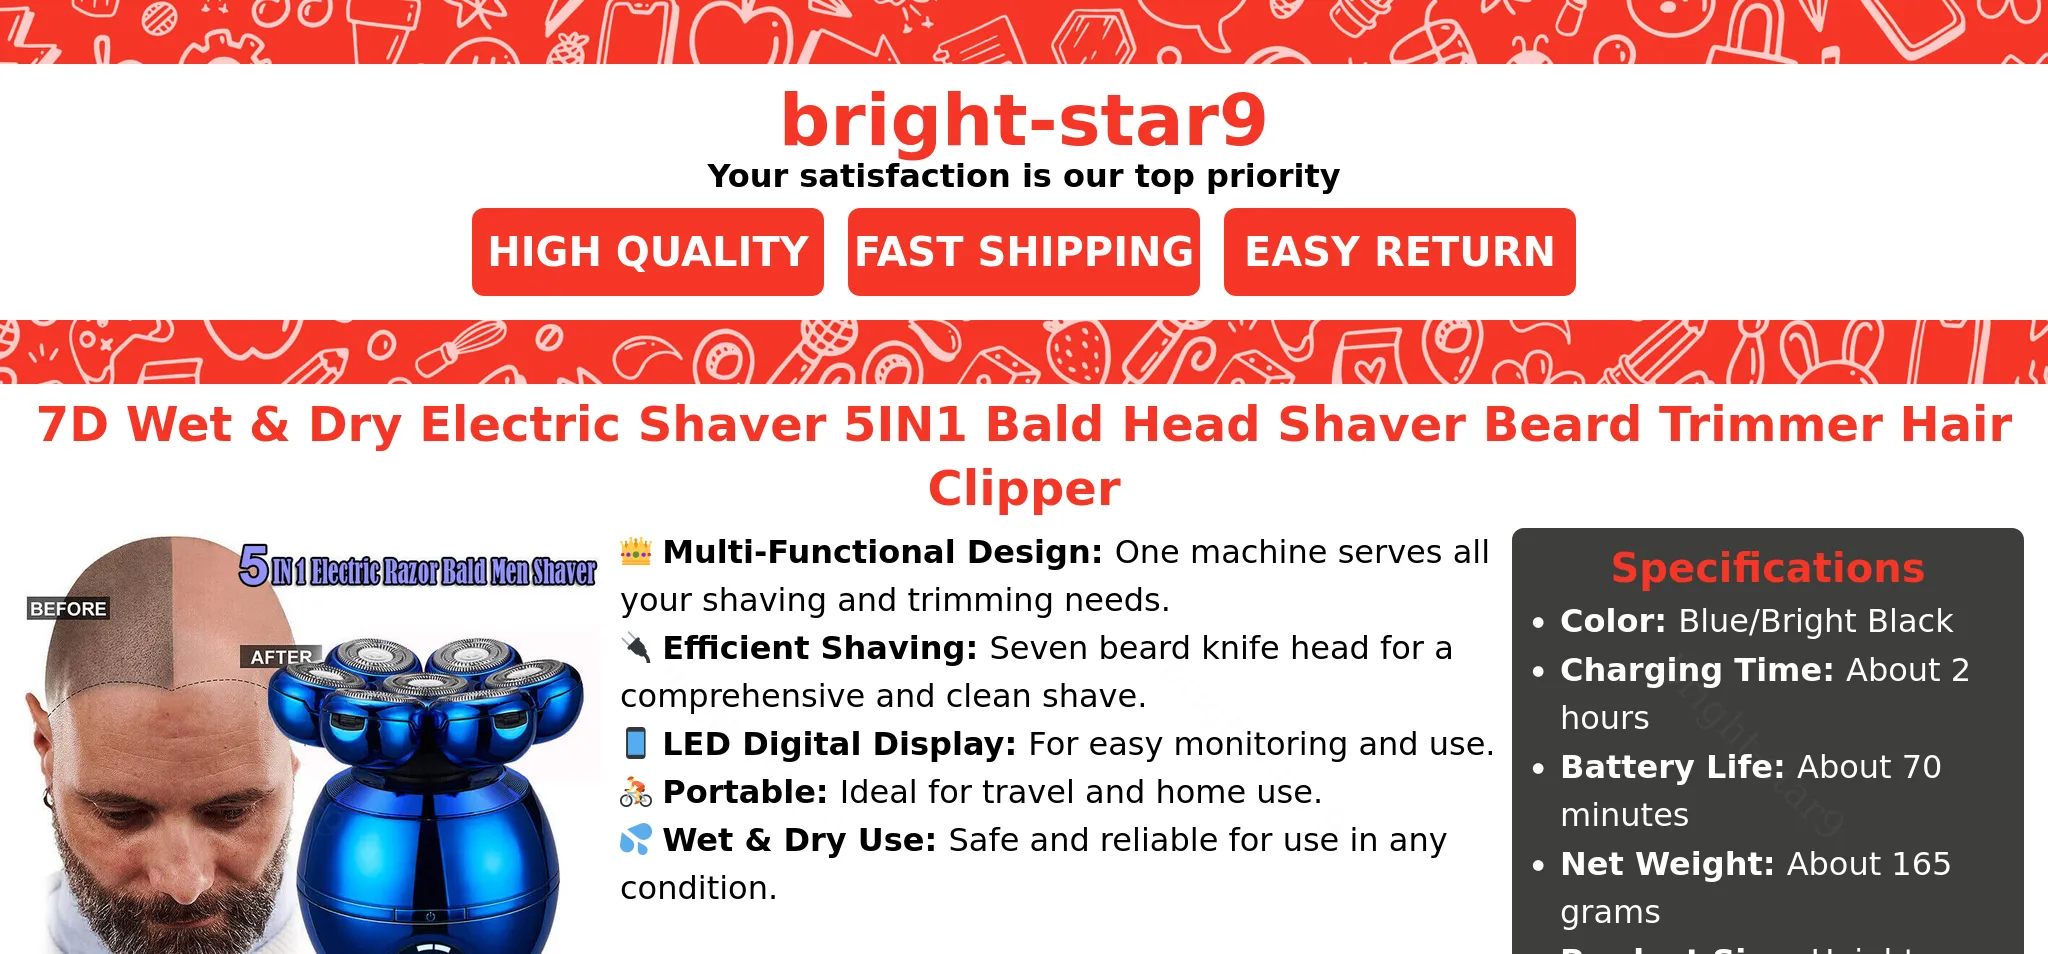 bright-star9
Your satisfaction is our top priority
HIGH QUALITY
FAST SHIPPING
EASY RETURN
7D Wet & Dry Electric Shaver 5IN1 Bald Head Shaver Beard Trimmer Hair
Clipper
5 IN 1 Electric Razor Bald Men Shaver
BEFORE
AFTER
👑 Multi-Functional Design: One machine serves all
your shaving and trimming needs.
🔌 Efficient Shaving: Seven beard knife head for a
comprehensive and clean shave.
📱 LED Digital Display: For easy monitoring and use.
🚴 Portable: Ideal for travel and home use.
💦 Wet & Dry Use: Safe and reliable for use in any
condition.
Specifications
• Color: Blue/Bright Black
• Charging Time: About 2
hours
• Battery Life: About 70
minutes
• Net Weight: About 165
grams
bright-star9